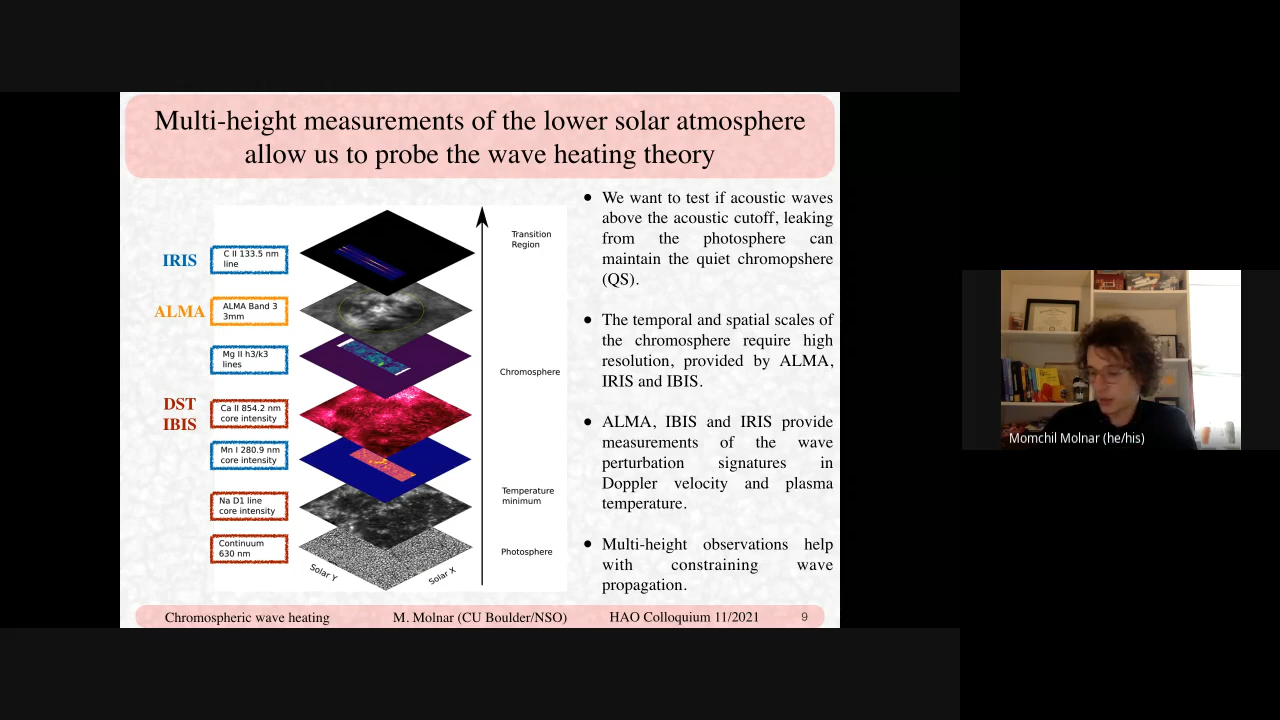 Multi-height measurements of the lower solar atmosphere
allow us to probe the wave heating theory
IRIS
C II 133.5 nm
line
ALMA
ALMA Band 3
3mm
Mg II h3/k3
lines
DST
IBIS
Ca II 854.2 nm
core intensity
Mn I 280.9 nm
core intensity
Na D1 line
core intensity
Continuum
630 nm
Solar Y
Solar X
Transition
Region
Chromosphere
Temperature
minimum
Photosphere
• We want to test if acoustic waves
above the acoustic cutoff, leaking
from the photosphere can
maintain the quiet chromopshere
(QS).
• The temporal and spatial scales of
the chromosphere require high
resolution, provided by ALMA,
IRIS and IBIS.
• ALMA, IBIS and IRIS provide
measurements of the wave
perturbation signatures in
Doppler velocity and plasma
temperature.
• Multi-height observations help
with constraining wave
propagation.
Chromospheric wave heating M. Molnar (CU Boulder/NSO) HAO Colloquium 11/2021 9
Momchil Molnar (he/his)